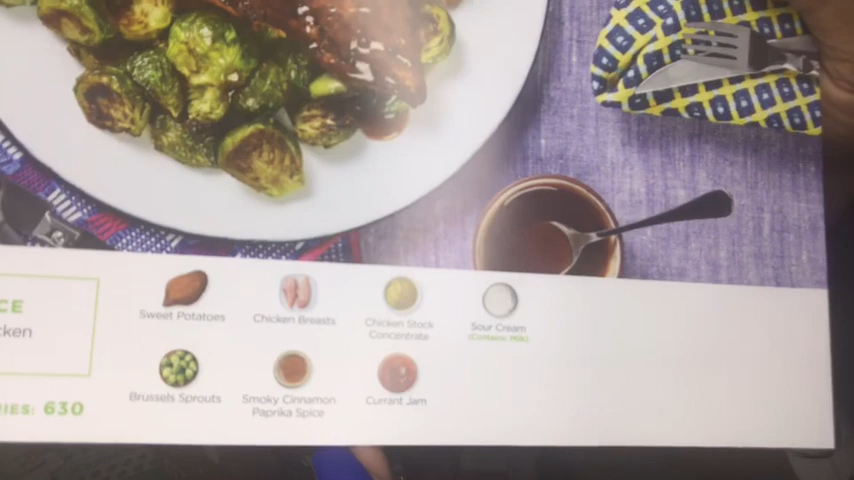 CE
cken
IES: 630
Sweet Potatoes
Chicken Breasts
Chicken Stock
Concentrate
Sour Cream
(Contains: Milk)
Brussels Sprouts
Smoky Cinnamon
Paprika Spice
Currant Jam